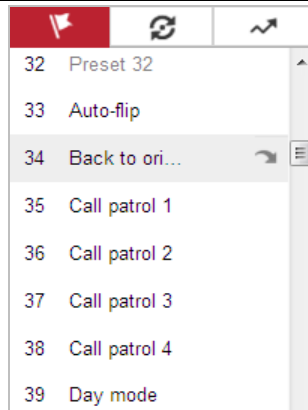 32 Preset 32
33 Auto-flip
34 Back to ori...
35 Call patrol 1
36 Call patrol 2
37 Call patrol 3
38 Call patrol 4
39 Day mode